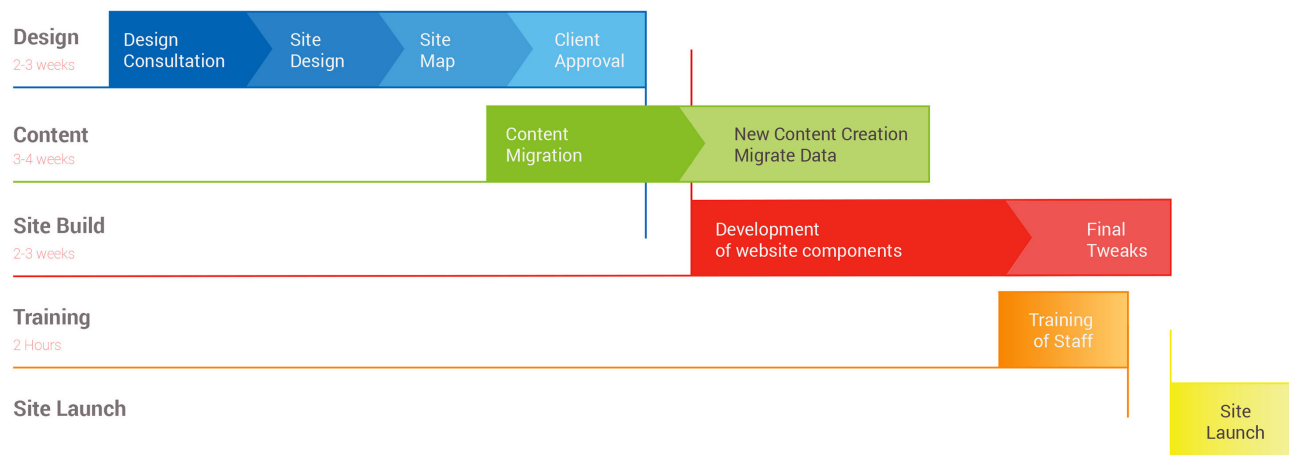 Design
2-3 weeks
Design
Consultation
Site
Design
Site
Map
Client
Approval
Content
3-4 weeks
Content
Migration
New Content Creation
Migrate Data
Site Build
2-3 weeks
Development
of website components
Final
Tweaks
Training
2 Hours
Training
of Staff
Site Launch
Site
Launch